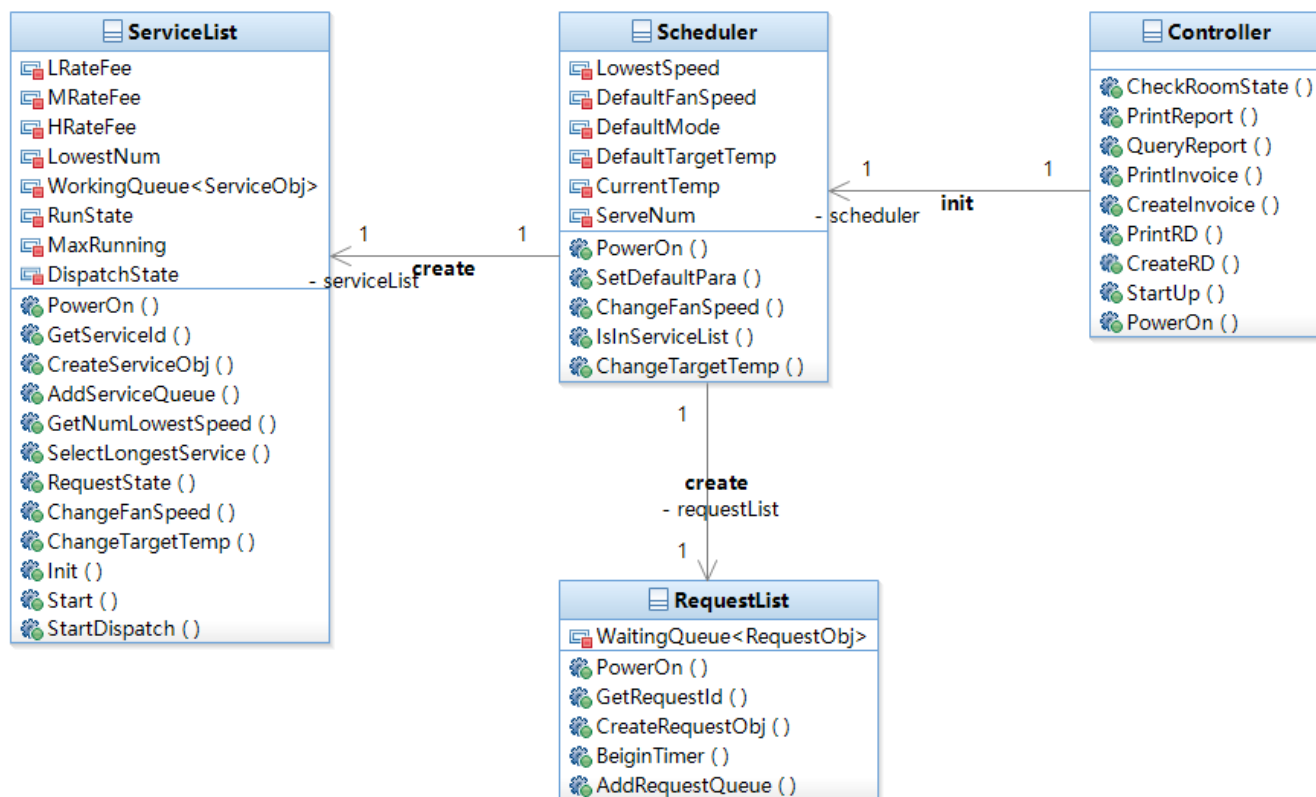 ServiceList
LRateFee
MRateFee
HRateFee
LowestNum
WorkingQueue<ServiceObj>
RunState
MaxRunning
DispatchState
PowerOn ()
GetServiceId ()
CreateServiceObj ()
AddServiceQueue ()
GetNumLowestSpeed ()
SelectLongestService ()
RequestState ()
ChangeFanSpeed ()
ChangeTargetTemp ()
Init ()
Start ()
StartDispatch ()
1
1
create
- serviceList
Scheduler
LowestSpeed
DefaultFanSpeed
DefaultMode
DefaultTargetTemp
CurrentTemp
ServeNum
PowerOn ()
SetDefaultPara ()
ChangeFanSpeed ()
IsInServiceList ()
ChangeTargetTemp ()
1
1
init
- scheduler
Controller
CheckRoomState ()
PrintReport ()
QueryReport ()
PrintInvoice ()
CreateInvoice ()
PrintRD ()
CreateRD ()
StartUp ()
PowerOn ()
1
create
- requestList
1
RequestList
WaitingQueue<RequestObj>
PowerOn ()
GetRequestId ()
CreateRequestObj ()
BeiginTimer ()
AddRequestQueue ()